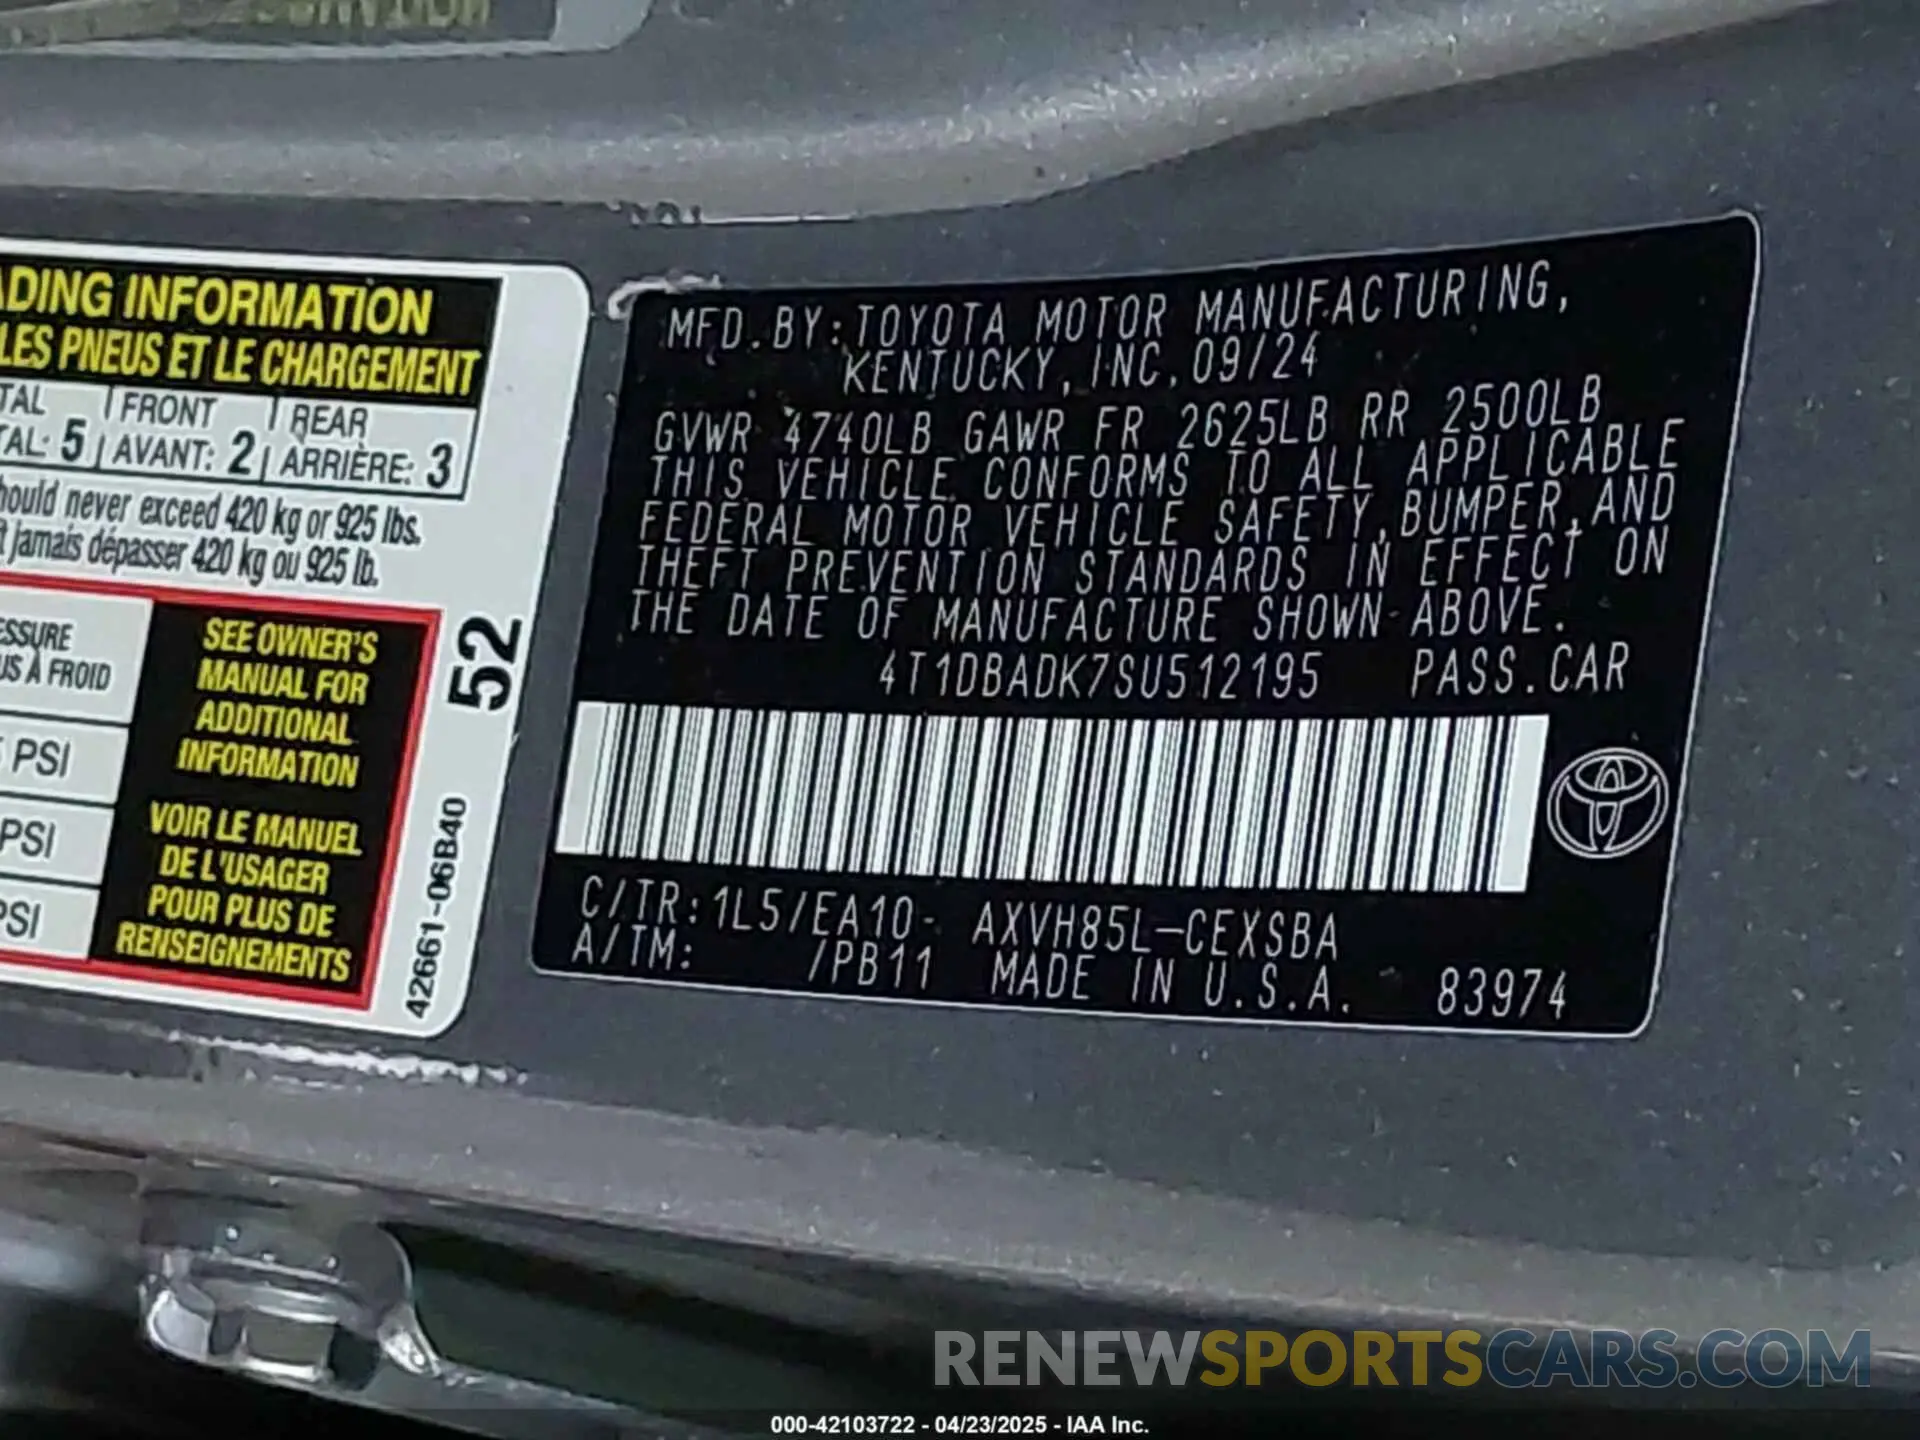 ADING INFORMATION
LES PNEUS ET LE CHARGEMENT
TAL | FRONT | REAR
TAL: 5 | AVANT: 2 | ARRIÈRE: 3
hould never exceed 420 kg or 925 lbs.
t jamais dépasser 420 kg ou 925 lb.
ESSURE
US À FROID
5 PSI
PSI
PSI
SEE OWNER'S
MANUAL FOR
ADDITIONAL
INFORMATION
VOIR LE MANUEL
DE L'USAGER
POUR PLUS DE
RENSEIGNEMENTS
52
42661-06B40
MFD.BY:TOYOTA MOTOR MANUFACTURING,
KENTUCKY,INC.09/24
GVWR 4740LB GAWR FR 2625LB RR 2500LB
THIS VEHICLE CONFORMS TO ALL APPLICABLE
FEDERAL MOTOR VEHICLE SAFETY,BUMPER,AND
THEFT PREVENTION STANDARDS IN EFFECT ON
THE DATE OF MANUFACTURE SHOWN ABOVE.
4T1DBADK7SU512195 PASS.CAR
C/TR:1L5/EA10- AXVH85L-CEXSBA
A/TM: /PB11 MADE IN U.S.A. 83974
RENEWSPORTSCARS.COM
000-42103722 - 04/23/2025 - IAA Inc.